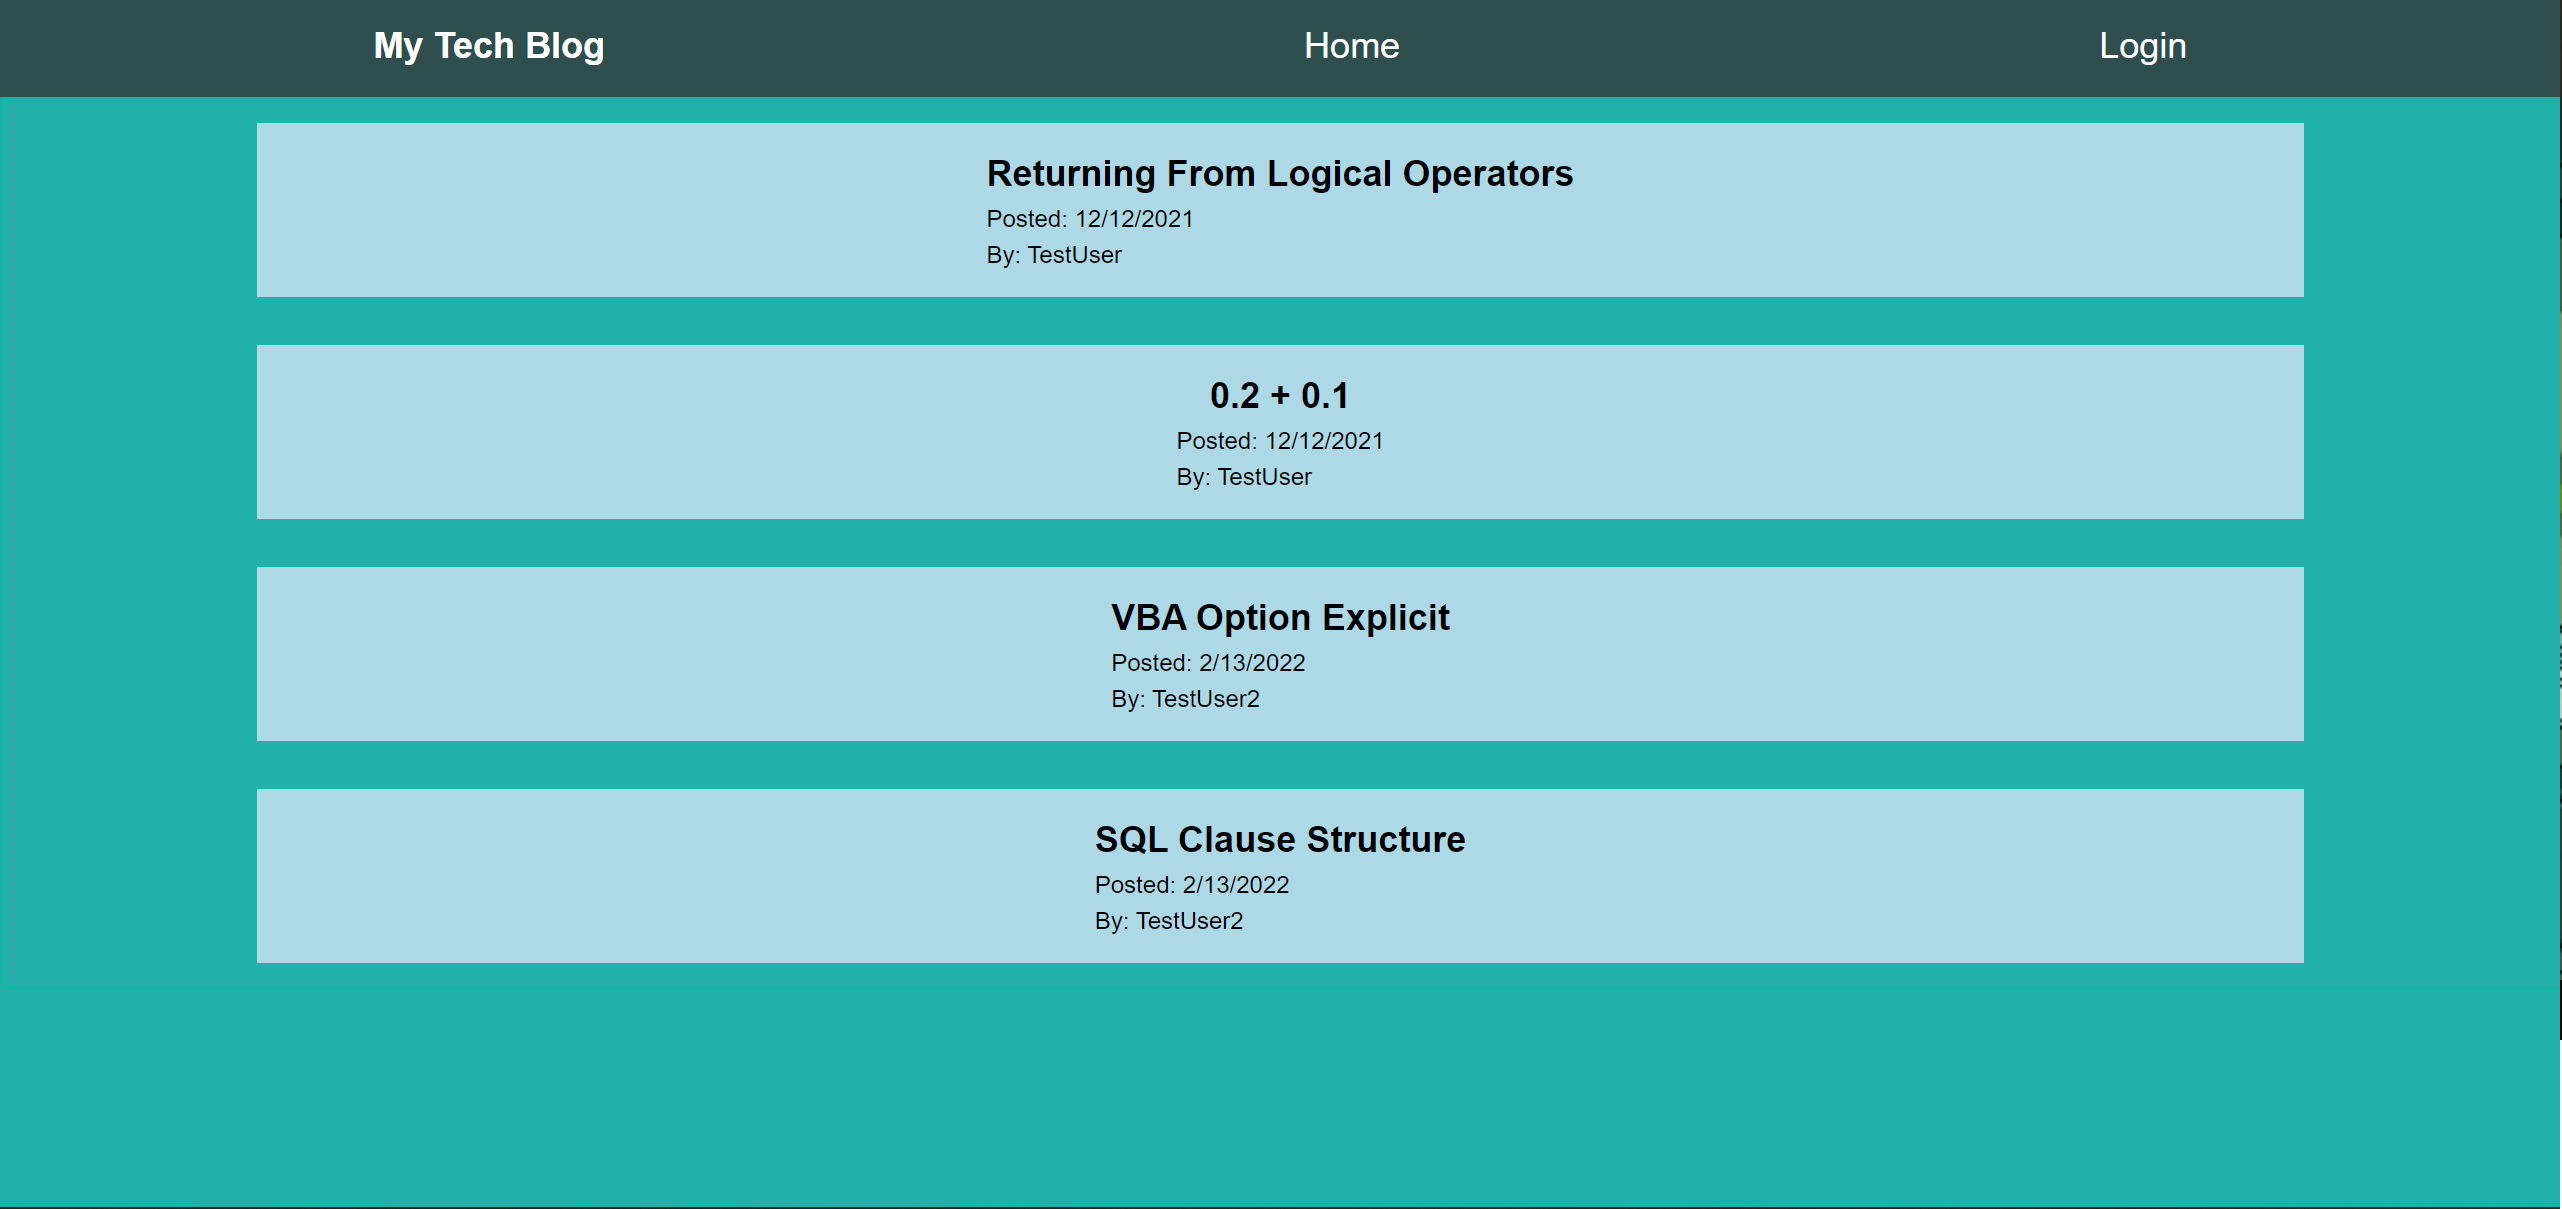 My Tech Blog Home Login
Returning From Logical Operators
Posted: 12/12/2021
By: TestUser
0.2 + 0.1
Posted: 12/12/2021
By: TestUser
VBA Option Explicit
Posted: 2/13/2022
By: TestUser2
SQL Clause Structure
Posted: 2/13/2022
By: TestUser2